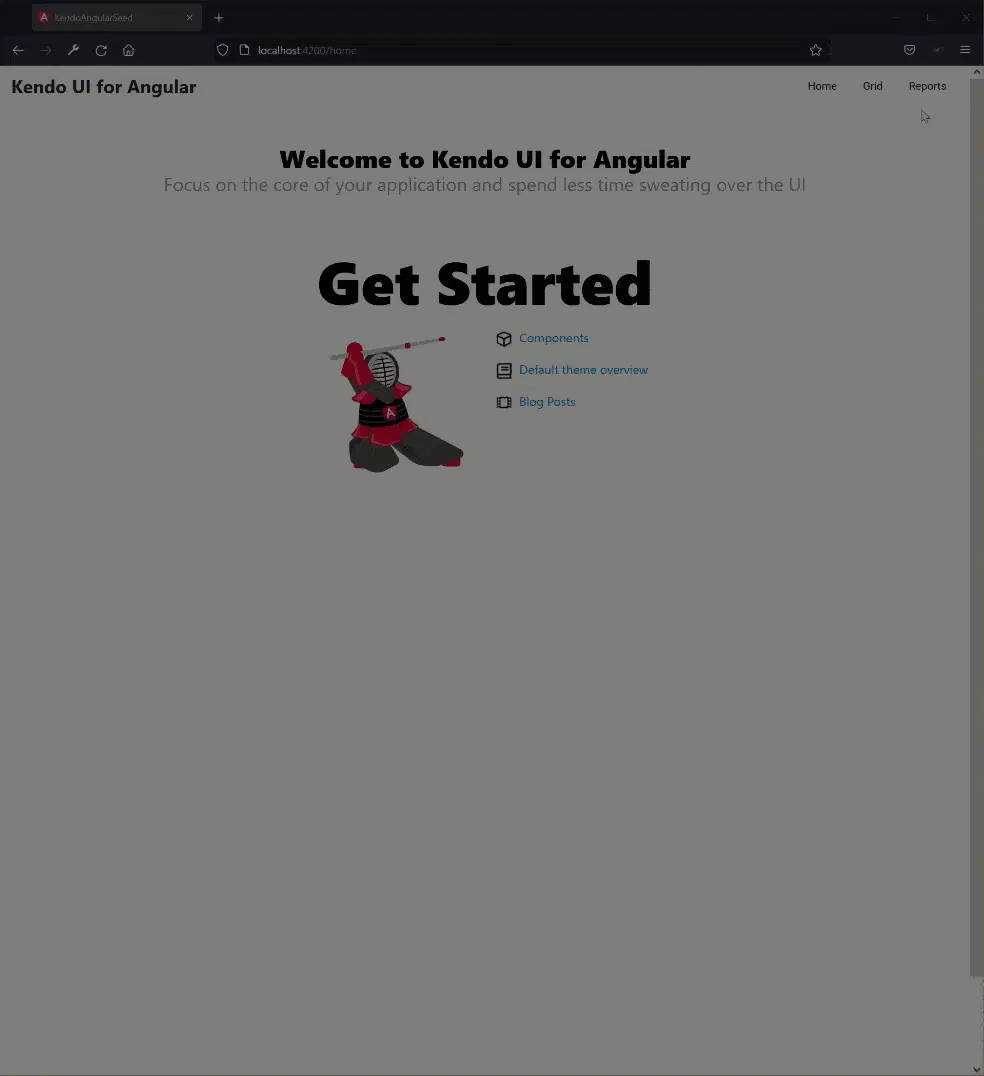 KendoAngularSeed
localhost:4200/home
Kendo UI for Angular
Home Grid Reports
Welcome to Kendo UI for Angular
Focus on the core of your application and spend less time sweating over the UI
Get Started
Components
Default theme overview
Blog Posts
A